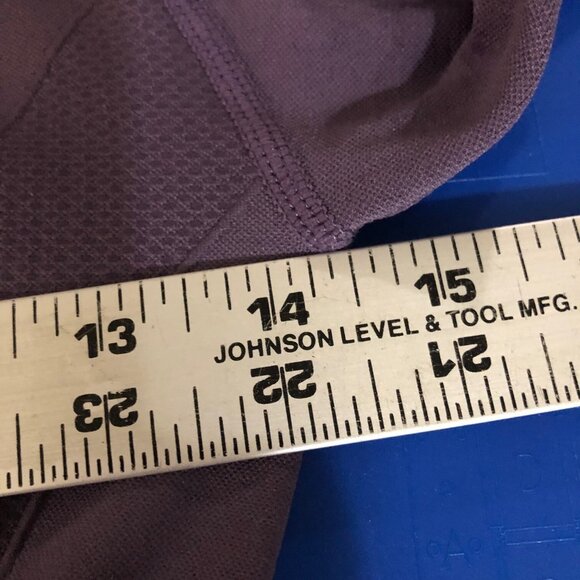 13 14 15
JOHNSON LEVEL & TOOL MFG.
23 22 21